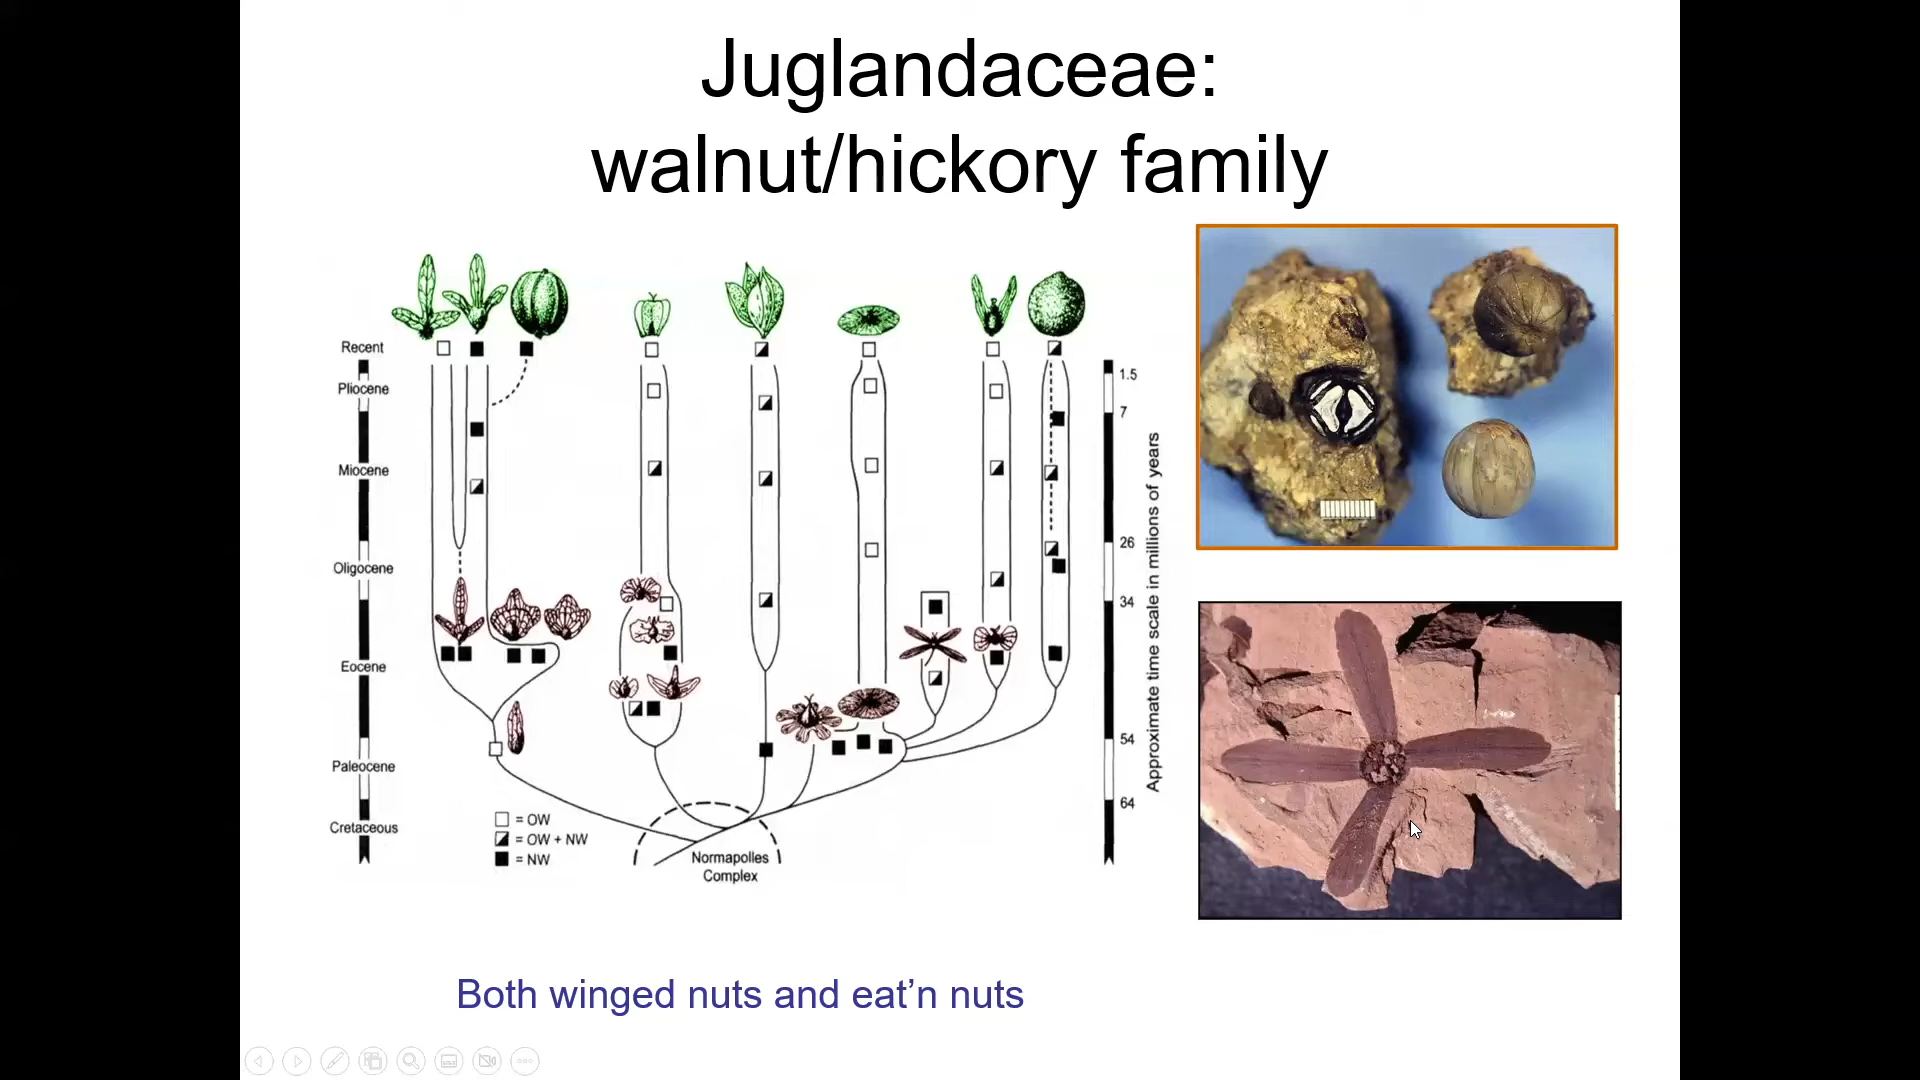 Juglandaceae:
walnut/hickory family
Recent
Pliocene
Miocene
Oligocene
Eocene
Paleocene
Cretaceous
= OW
= OW + NW
= NW
Normapolles
Complex
1.5
7
26
34
54
64
Approximate time scale in millions of years
Both winged nuts and eat’n nuts